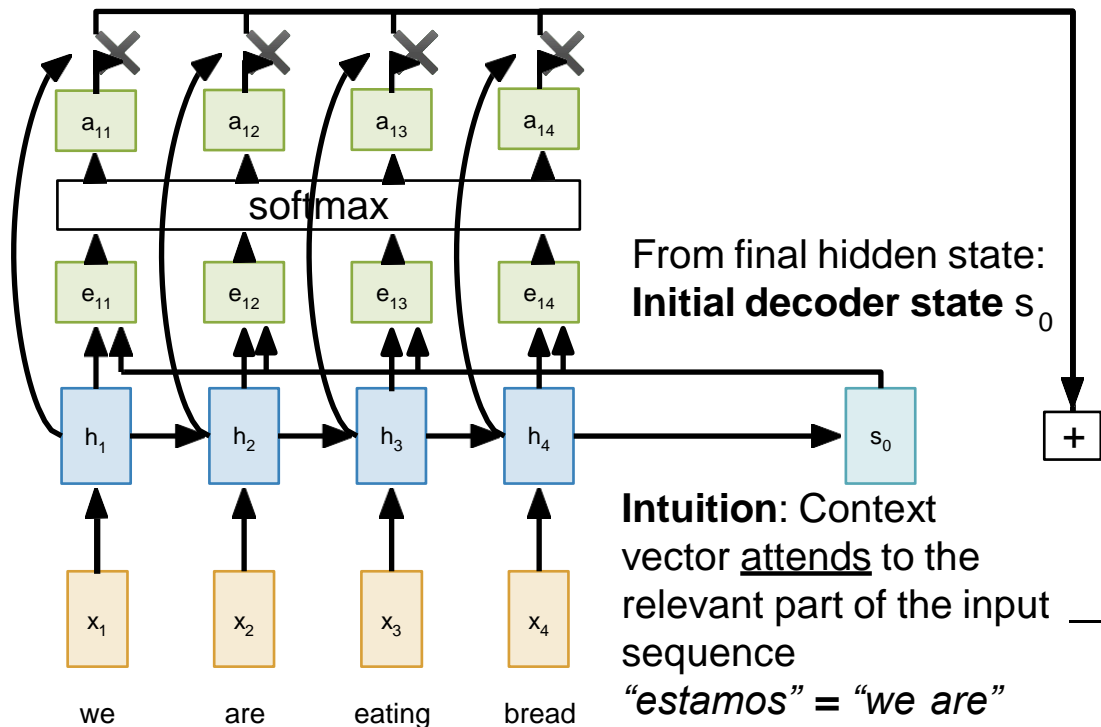 a₁₁ a₁₂ a₁₃ a₁₄
softmax
e₁₁ e₁₂ e₁₃ e₁₄
From final hidden state:
Initial decoder state s₀
h₁ h₂ h₃ h₄ s₀ +
Intuition: Context
vector attends to the
relevant part of the input
sequence
“estamos” = “we are”
x₁ x₂ x₃ x₄
we are eating bread